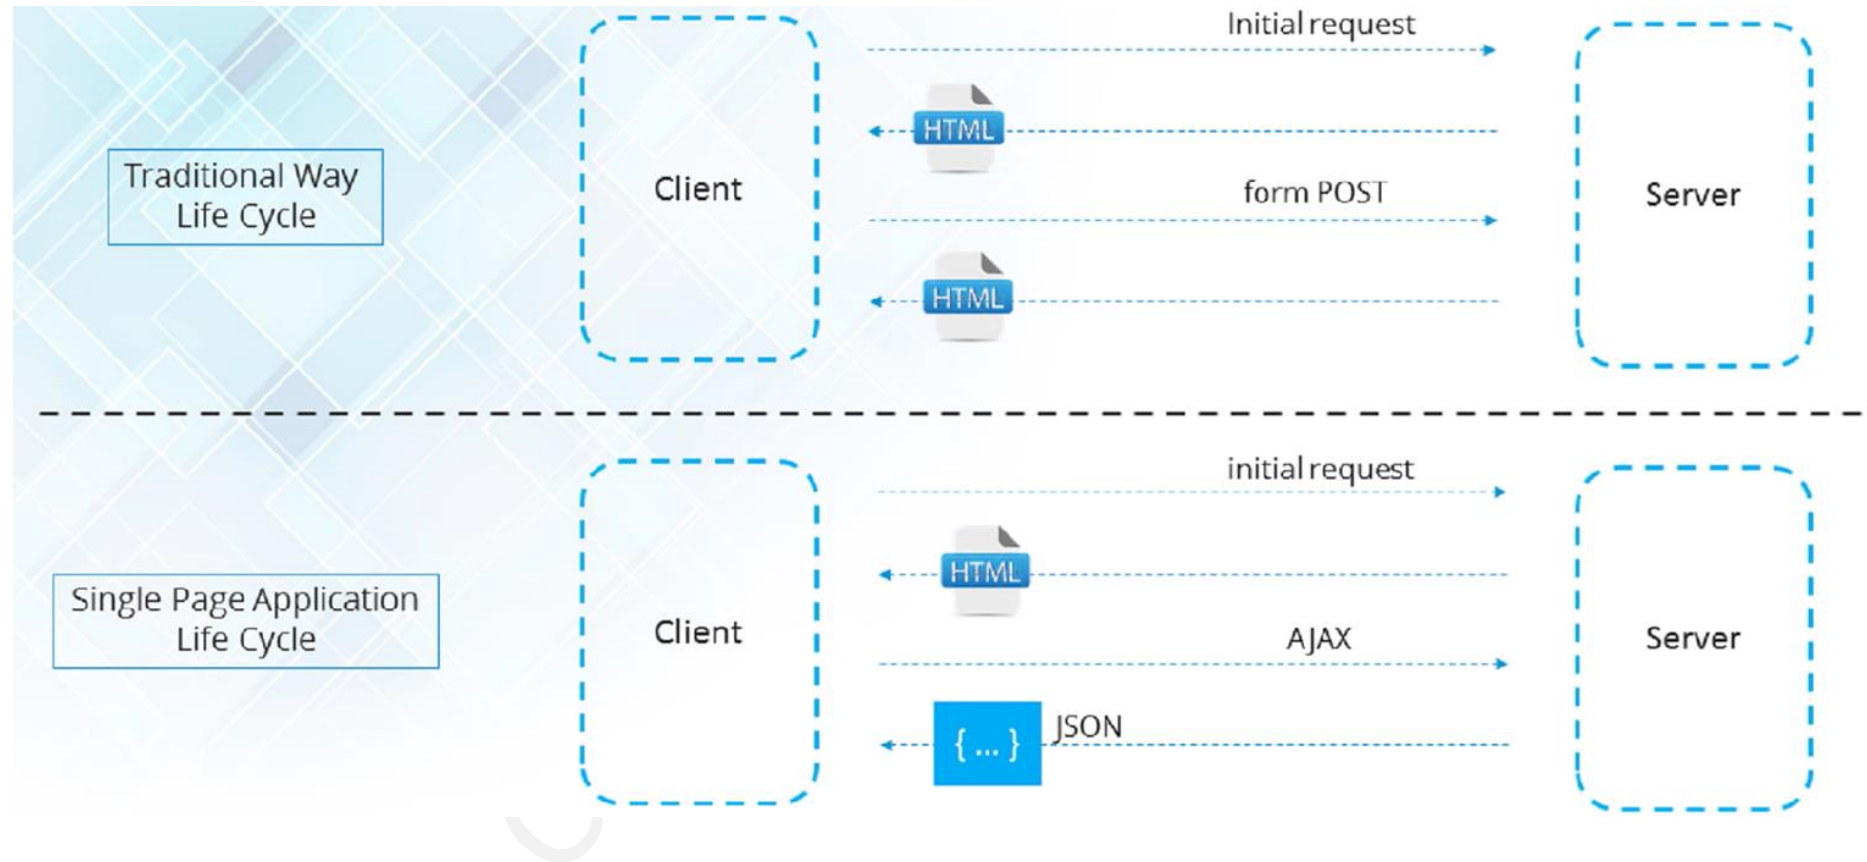 Initial request
HTML
Traditional Way
Life Cycle
Client
form POST
Server
HTML
initial request
HTML
Single Page Application
Life Cycle
Client
AJAX
Server
{ ... }
JSON